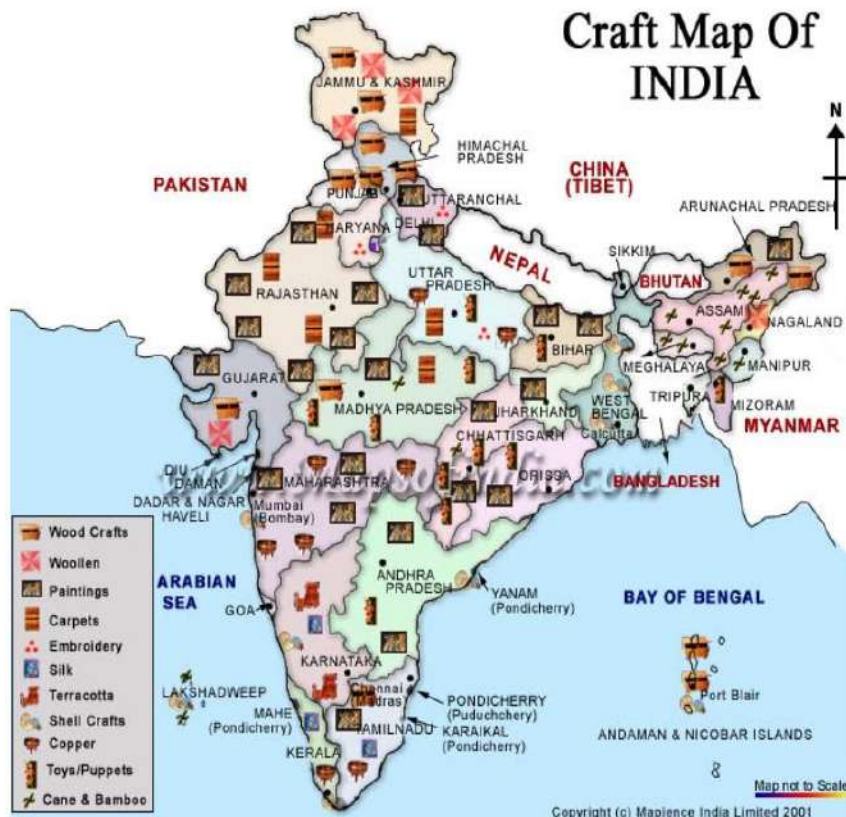 Craft Map Of
INDIA
N
JAMMU & KASHMIR
HIMACHAL
PRADESH
PAKISTAN
CHINA
(TIBET)
PUNJAB
UTTARANCHAL
ARUNACHAL PRADESH
HARYANA
DELHI
NEPAL
SIKKIM
UTTAR
PRADESH
BHUTAN
RAJASTHAN
ASSAM
NAGALAND
BIHAR
MEGHALAYA
MANIPUR
GUJARAT
MADHYA PRADESH
JHARKHAND
WEST
BENGAL
TRIPURA
MIZORAM
CHHATTISGARH
Calcutta
MYANMAR
DIU
DAMAN
MAHARASHTRA
ORISSA
BANGLADESH
www.MapsofIndia.com
DADAR & NAGAR
HAVELI
Mumbai
(Bombay)
Wood Crafts
Woollen
Paintings
Carpets
Embroidery
Silk
Terracotta
Shell Crafts
Copper
Toys/Puppets
Cane & Bamboo
ARABIAN
SEA
ANDHRA
PRADESH
YANAM
(Pondicherry)
BAY OF BENGAL
GOA
KARNATAKA
LAKSHADWEEP
Chennai
(Madras)
PONDICHERRY
(Puduchchery)
Port Blair
MAHE
(Pondicherry)
TAMILNADU
KARAIKAL
(Pondicherry)
ANDAMAN & NICOBAR ISLANDS
KERALA
Map not to Scale
Copyright (c) Mapience India Limited 2001